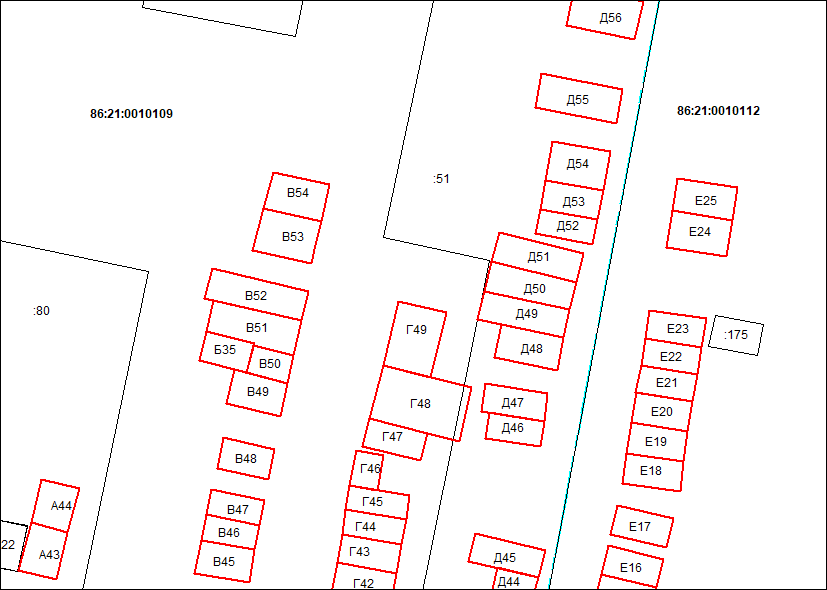 Д56
Д55
86:21:0010109
86:21:0010112
Д54
:51
В54
Д53
Е25
Д52
Е24
В53
Д51
Д50
В52
:80
Д49
В51
Г49
Е23
:175
Б35
Д48
Е22
В50
Е21
В49
Г48
Д47
Е20
Д46
Г47
Е19
В48
Г46
Е18
Г45
А44
В47
Г44
Е17
В46
22
А43
Г43
Д45
В45
Е16
Г42
Д44